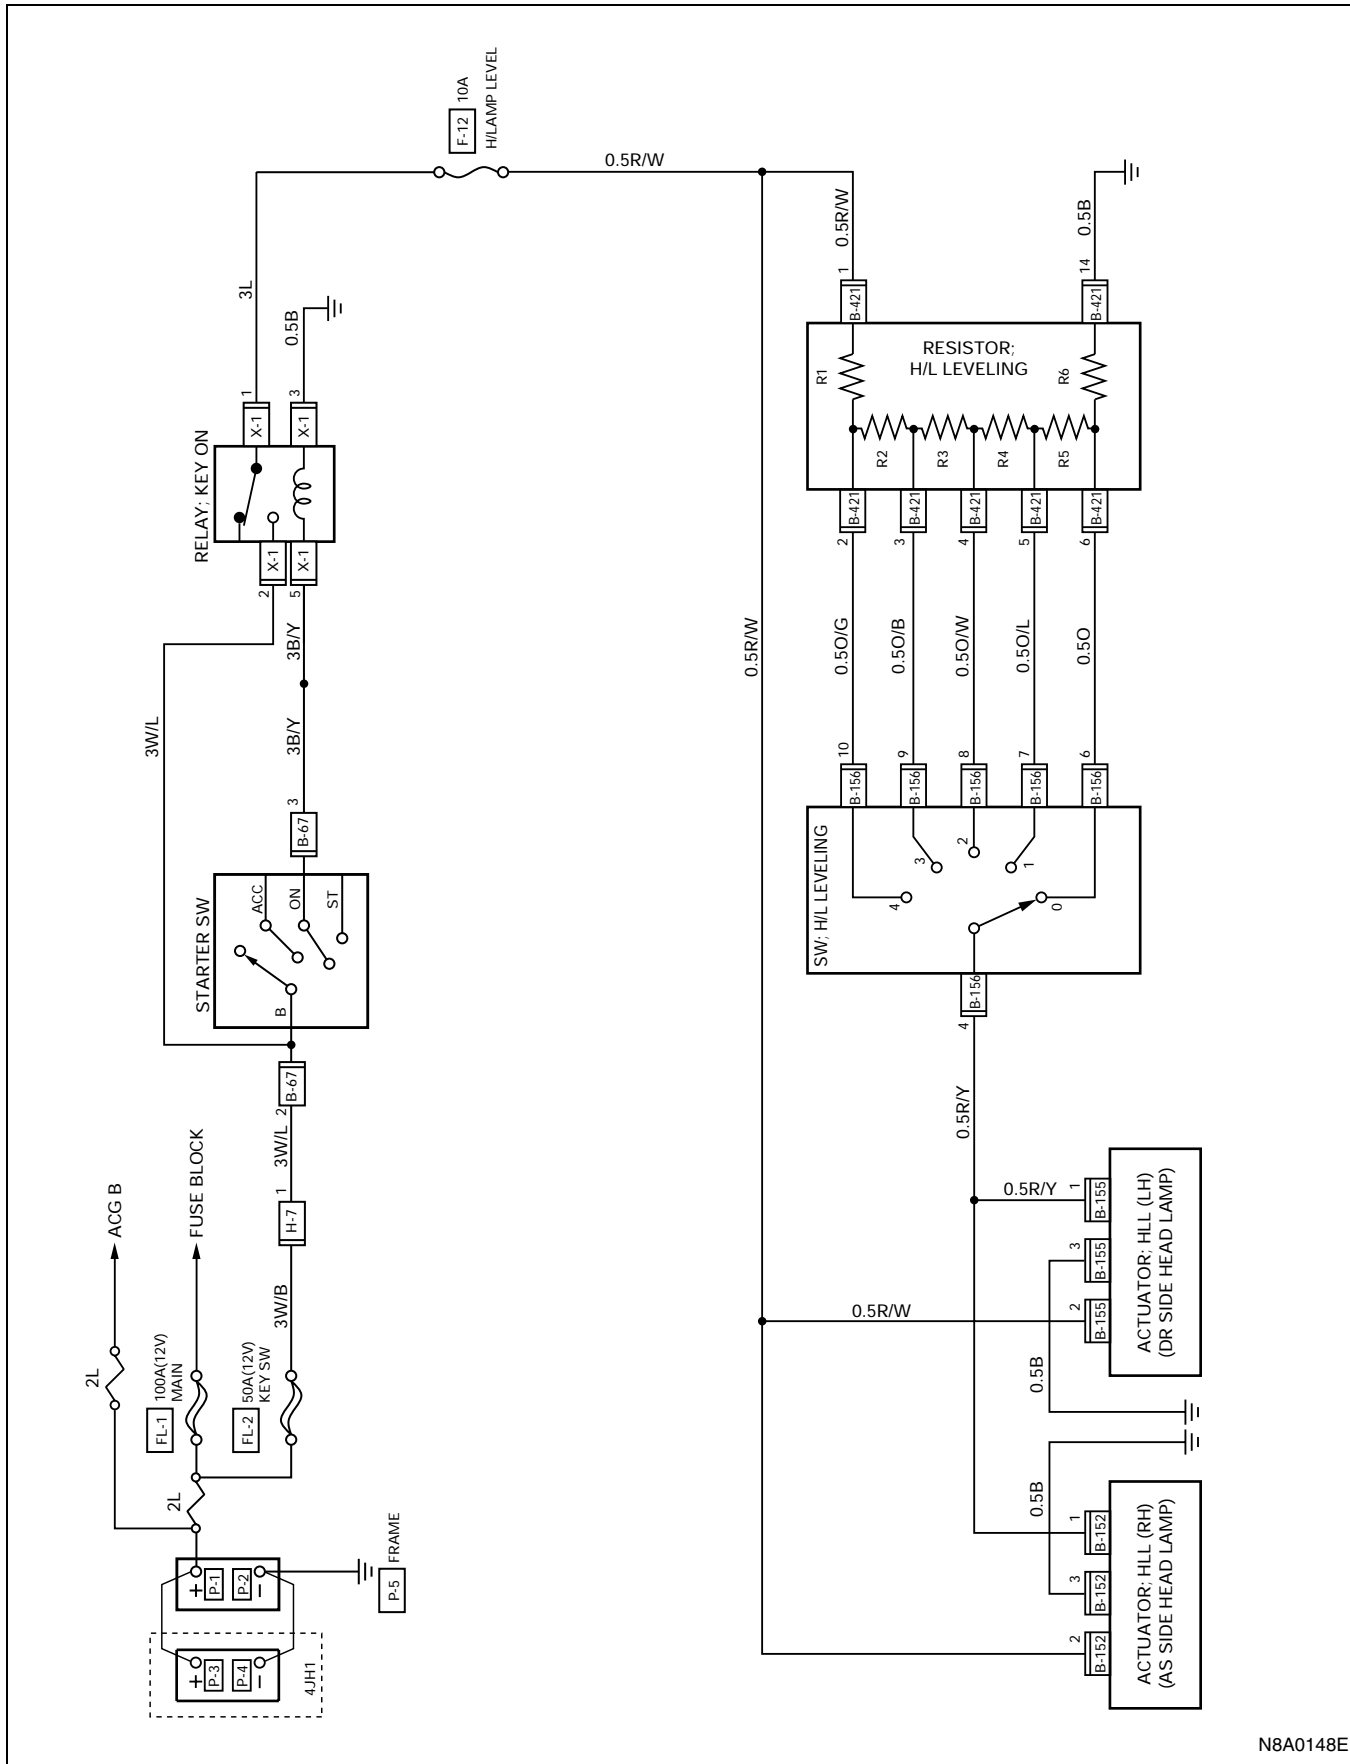 F-12
10A
H/LAMP LEVEL
0.5R/W
3L
0.5B
1
3
X-1
X-1
RELAY; KEY ON
X-1
X-1
2
5
3B/Y
3W/L
3B/Y
3
B-67
STARTER SW
ACC
ON
ST
B
B-67
2
3W/L
1
H-7
3W/B
ACG B
FUSE BLOCK
2L
FL-1
100A(12V)
MAIN
FL-2
50A(12V)
KEY SW
2L
+
P-1
P-2
−
P-5
FRAME
+
P-3
P-4
−
4JH1
0.5R/W
1
0.5B
14
B-421
B-421
RESISTOR;
H/L LEVELING
R1
R6
R2
R3
R4
R5
B-421
B-421
B-421
B-421
B-421
2
3
4
5
6
0.5R/W
0.5O/G
0.5O/B
0.5O/W
0.5O/L
0.5O
10
9
8
7
6
B-156
B-156
B-156
B-156
B-156
SW; H/L LEVELING
4
3
2
1
0
B-156
4
0.5R/Y
0.5R/Y
1
3
2
B-155
B-155
B-155
ACTUATOR; HLL (LH)
(DR SIDE HEAD LAMP)
0.5R/W
0.5B
0.5B
1
3
2
B-152
B-152
B-152
ACTUATOR; HLL (RH)
(AS SIDE HEAD LAMP)
N8A0148E